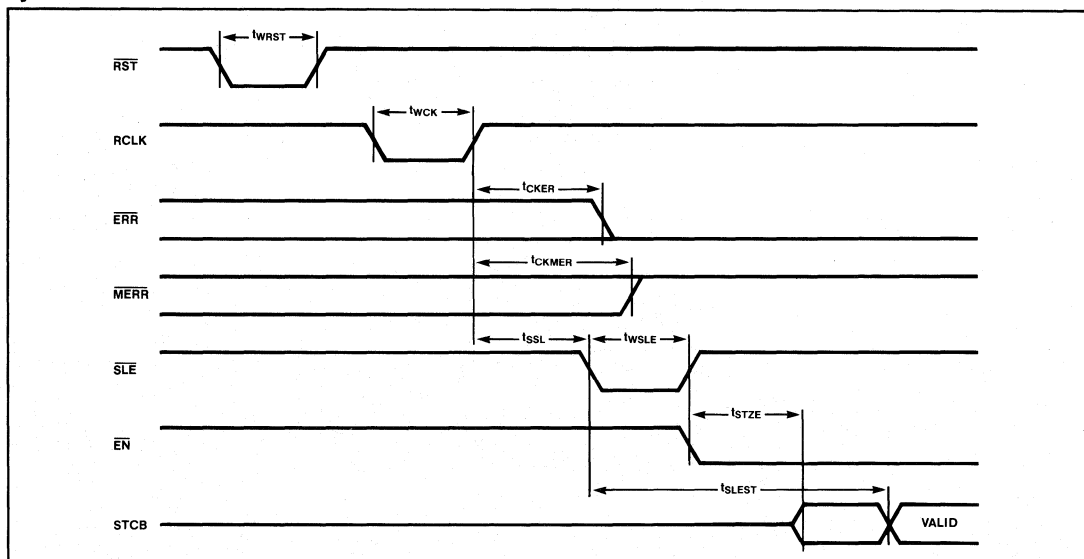 tWRST
RST
tWCK
RCLK
tCKER
ERR
tCKMER
MERR
tSSL
tWSLE
SLE
tSTZE
EN
tSLEST
STCB
VALID